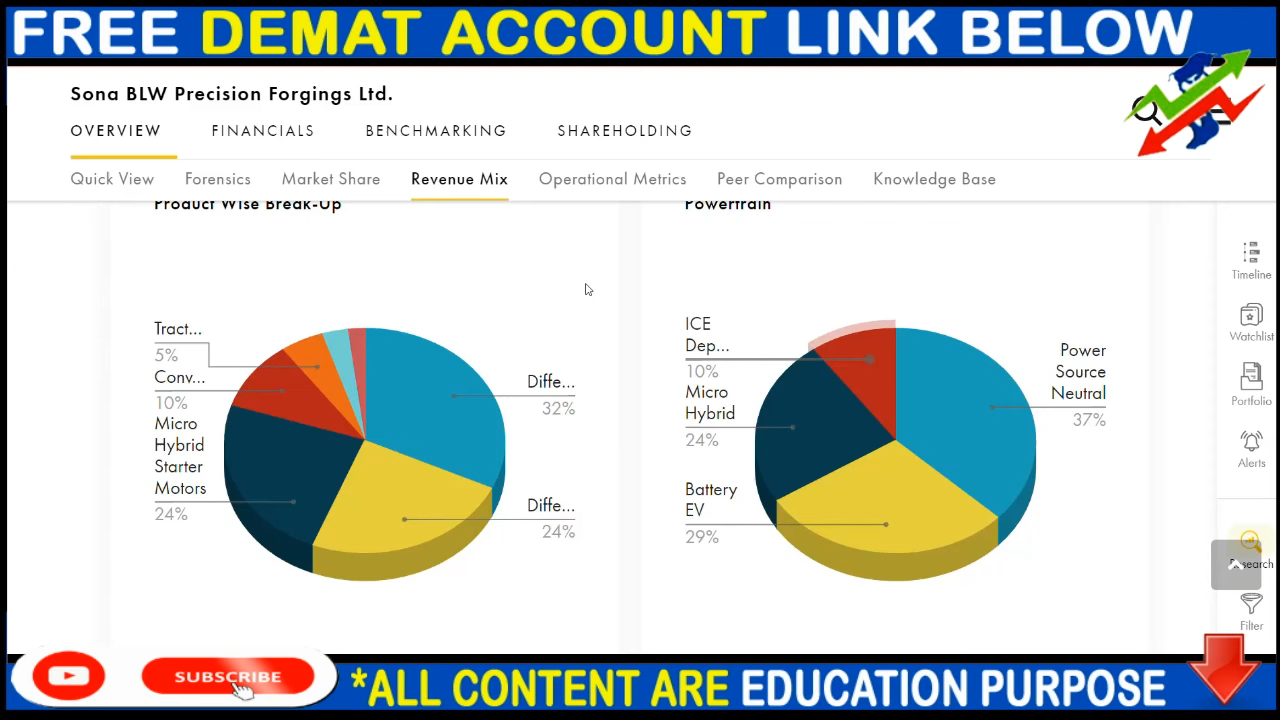 FREE DEMAT ACCOUNT LINK BELOW
Sona BLW Precision Forgings Ltd.
OVERVIEW FINANCIALS BENCHMARKING SHAREHOLDING
Quick View Forensics Market Share Revenue Mix Operational Metrics Peer Comparison Knowledge Base
Product Wise Break-Up
Tract...
5%
Conv...
10%
Micro
Hybrid
Starter
Motors
24%
Diffe...
32%
Diffe...
24%
Powertrain
ICE
Dep...
10%
Micro
Hybrid
24%
Battery
EV
29%
Power
Source
Neutral
37%
Timeline
Watchlist
Portfolio
Alerts
Research
Filter
SUBSCRIBE
*ALL CONTENT ARE EDUCATION PURPOSE